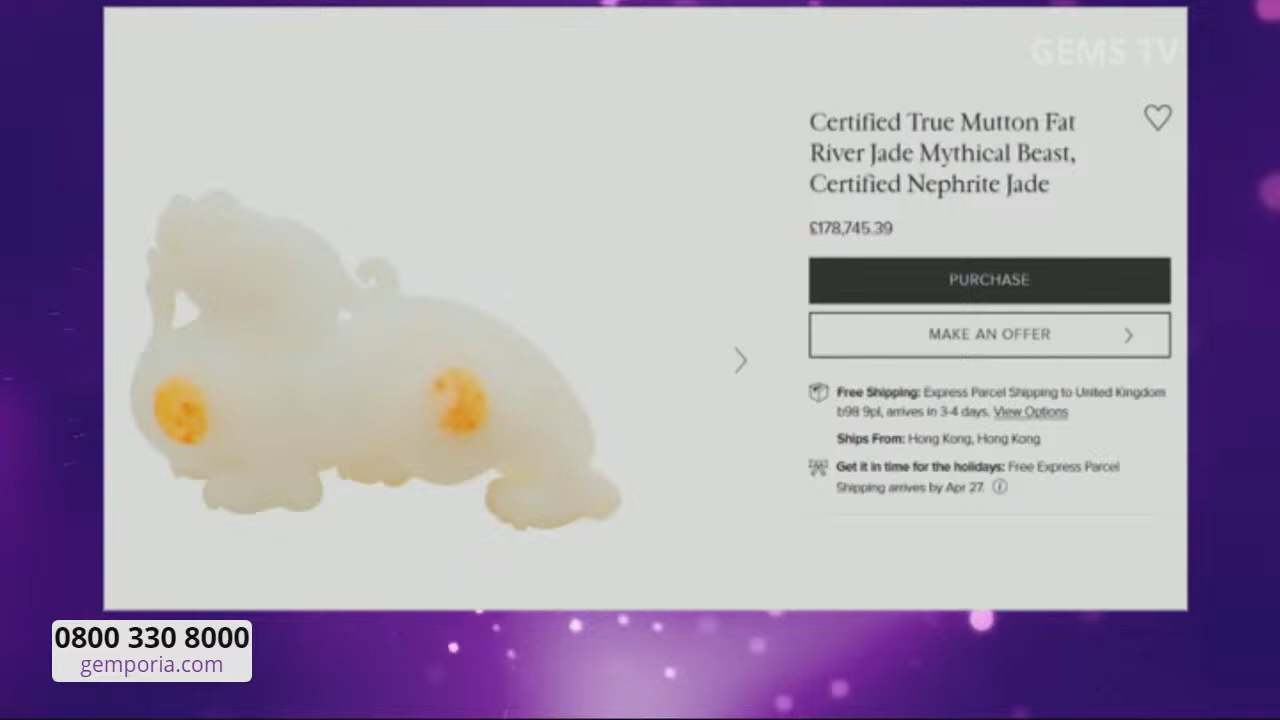 GEMS TV
Certified True Mutton Fat
River Jade Mythical Beast,
Certified Nephrite Jade
£178,745.39
PURCHASE
MAKE AN OFFER
Free Shipping: Express Parcel Shipping to United Kingdom
b98 9pl, arrives in 3-4 days. View Options
Ships From: Hong Kong, Hong Kong
Get it in time for the holidays: Free Express Parcel
Shipping arrives by Apr 27.
0800 330 8000
gemporia.com